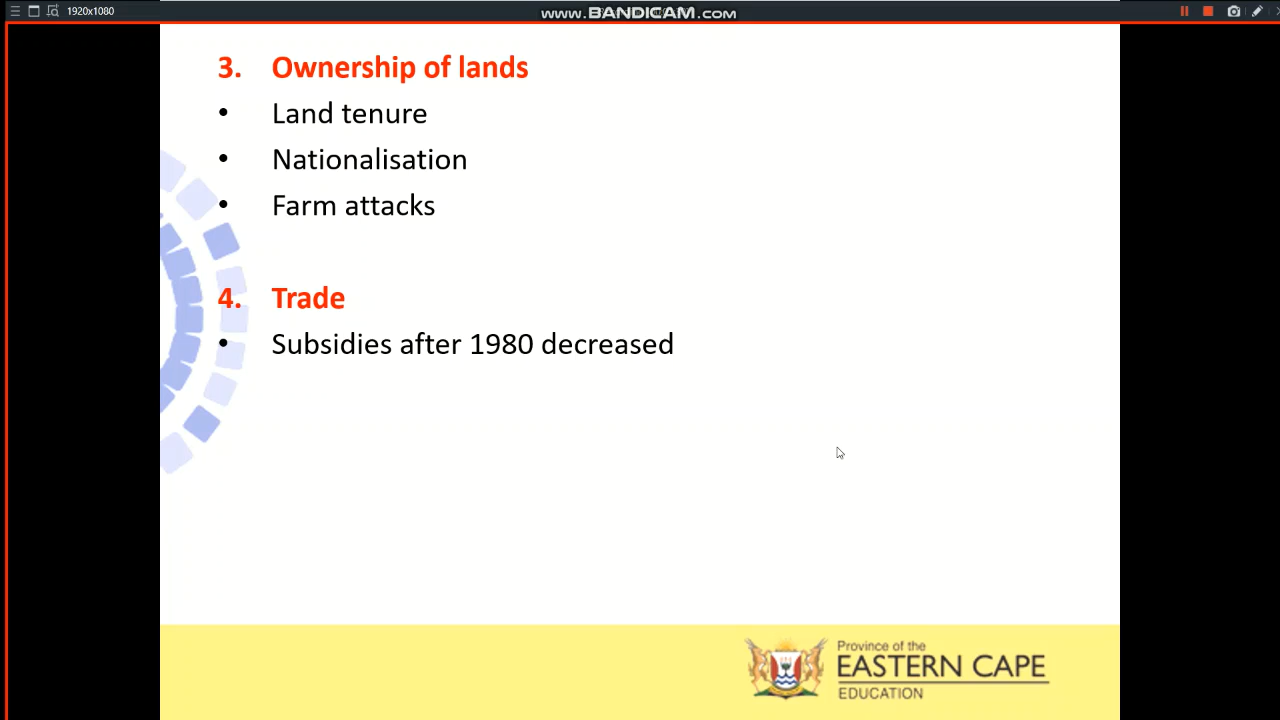 1920x1080
www.BANDICAM.com
3. Ownership of lands
• Land tenure
• Nationalisation
• Farm attacks
4. Trade
• Subsidies after 1980 decreased
Province of the
EASTERN CAPE
EDUCATION